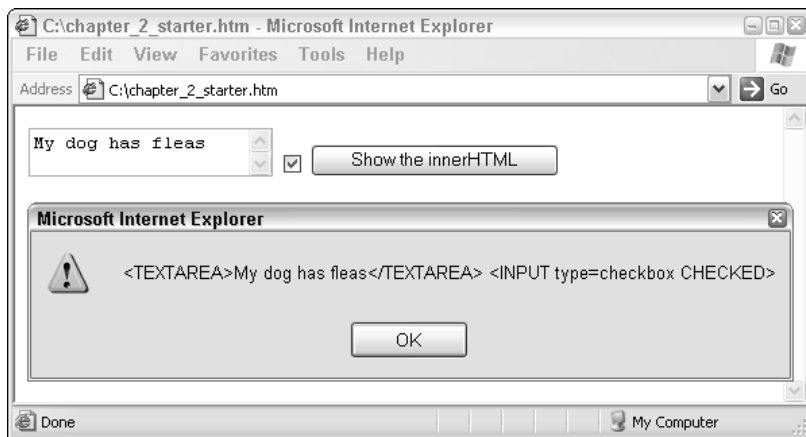 C:\chapter_2_starter.htm - Microsoft Internet Explorer
File Edit View Favorites Tools Help
Address C:\chapter_2_starter.htm Go
My dog has fleas
Show the innerHTML
Microsoft Internet Explorer
<TEXTAREA>My dog has fleas</TEXTAREA> <INPUT type=checkbox CHECKED>
OK
Done My Computer